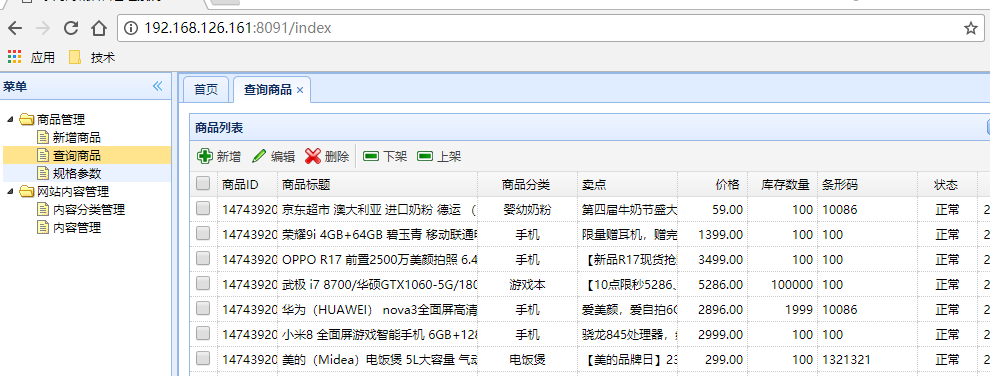 192.168.126.161:8091/index
应用 技术
菜单
商品管理
新增商品
查询商品
规格参数
网站内容管理
内容分类管理
内容管理
首页 查询商品
商品列表
新增 编辑 删除 下架 上架
商品ID 商品标题 商品分类 卖点 价格 库存数量 条形码 状态
14743920 京东超市 澳大利亚 进口奶粉 德运 ( 婴幼奶粉 第四届牛奶节盛大 59.00 100 10086 正常 2
14743920 荣耀9i 4GB+64GB 碧玉青 移动联通 手机 限量赠耳机，赠完 1399.00 100 100 正常 2
14743920 OPPO R17 前置2500万美颜拍照 6.4 手机 【新品R17现货抢 3499.00 100 100 正常 2
14743920 武极 i7 8700/华硕GTX1060-5G/180 游戏本 【10点限秒5286、 5286.00 100000 100 正常 2
14743920 华为（HUAWEI） nova3全面屏高清 手机 爱美颜，爱自拍6G 2896.00 1999 10086 正常 2
14743920 小米8 全面屏游戏智能手机 6GB+128 手机 骁龙845处理器， 2999.00 100 100 正常 2
14743920 美的（Midea）电饭煲 5L大容量 气动 电饭煲 【美的品牌日】23 299.00 100 1321321 正常 2